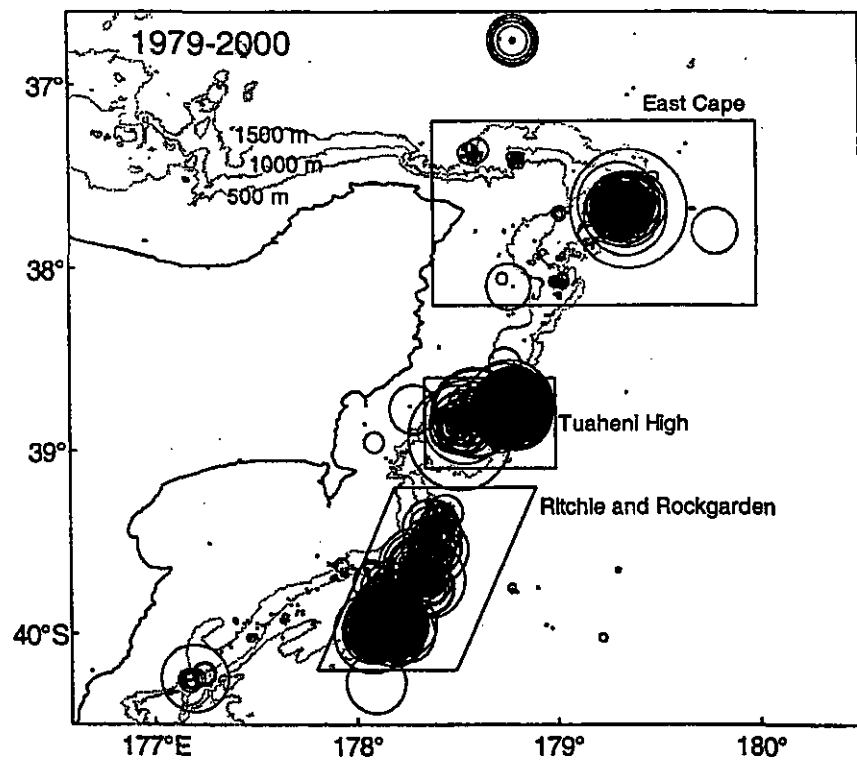 1979-2000
37°
East Cape
1500 m
1000 m
500 m
38°
Tuaheni High
39°
Ritchie and Rockgarden
40°S
177°E
178°
179°
180°